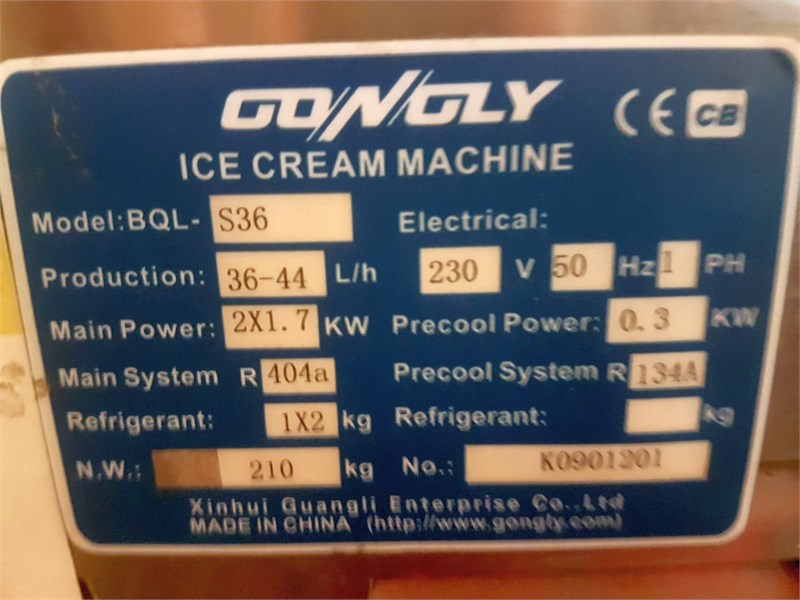 GONGLY CE CB
ICE CREAM MACHINE
Model:BQL- S36 Electrical:
Production: 36-44 L/h 230 V 50 Hz 1 PH
Main Power: 2X1.7 KW Precool Power: 0.3 KW
Main System R 404a Precool System R 134A
Refrigerant: 1X2 kg Refrigerant: kg
N.W.: 210 kg No.: K0901201
Xinhui Guangli Enterprise Co.,Ltd
MADE IN CHINA (http://www.gongly.com)